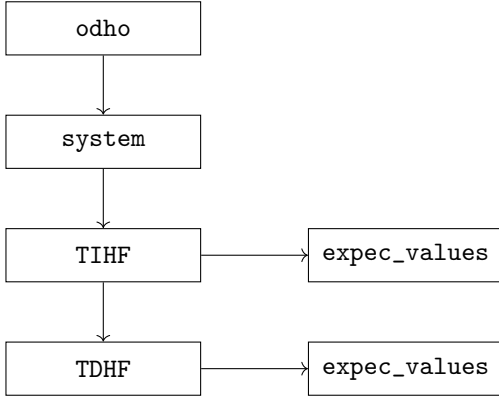 odho
system
TIHF
expec_values
TDHF
expec_values